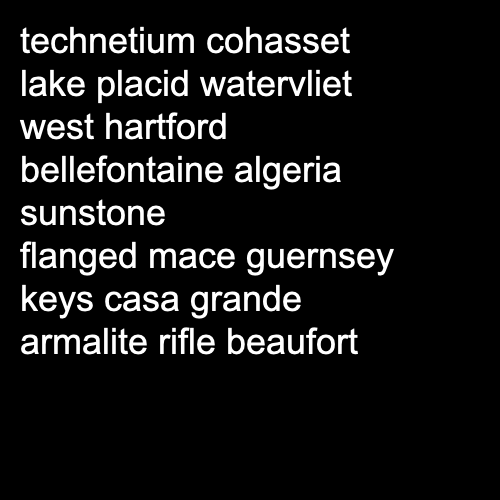 technetium cohasset
lake placid watervliet
west hartford
bellefontaine algeria
sunstone
flanged mace guernsey
keys casa grande
armalite rifle beaufort